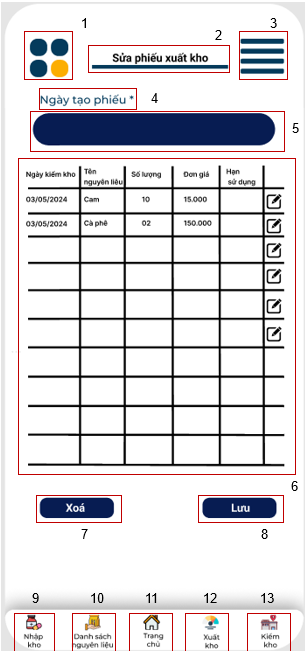 1
2
3
Sửa phiếu xuất kho
Ngày tạo phiếu *
4
5
Ngày kiểm kho Tên nguyên liệu Số lượng Đơn giá Hạn sử dụng
03/05/2024 Cam 10 15.000
03/05/2024 Cà phê 02 150.000
6
Xoá
Lưu
7
8
9
10
11
12
13
Nhập kho
Danh sách nguyên liệu
Trang chủ
Xuất kho
Kiểm kho